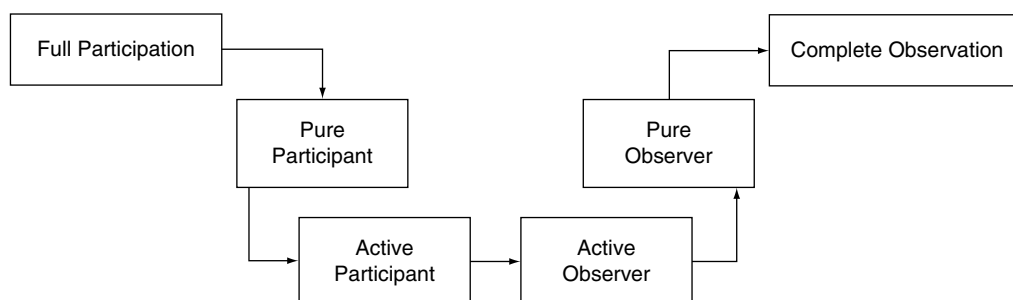 Full Participation
Complete Observation
Pure
Participant
Pure
Observer
Active
Participant
Active
Observer